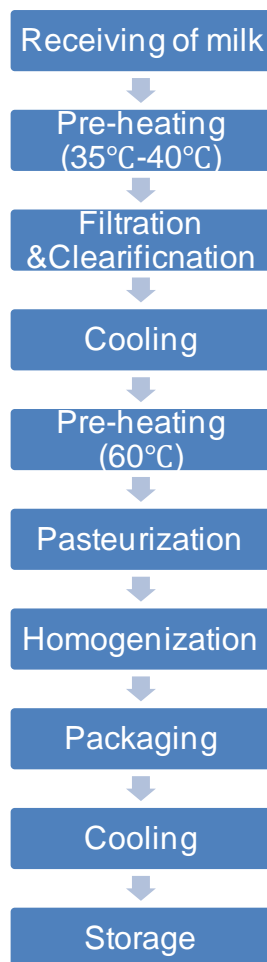 Receiving of milk
Pre-heating
(35℃-40℃)
Filtration
&Clearificnation
Cooling
Pre-heating
(60℃)
Pasteurization
Homogenization
Packaging
Cooling
Storage